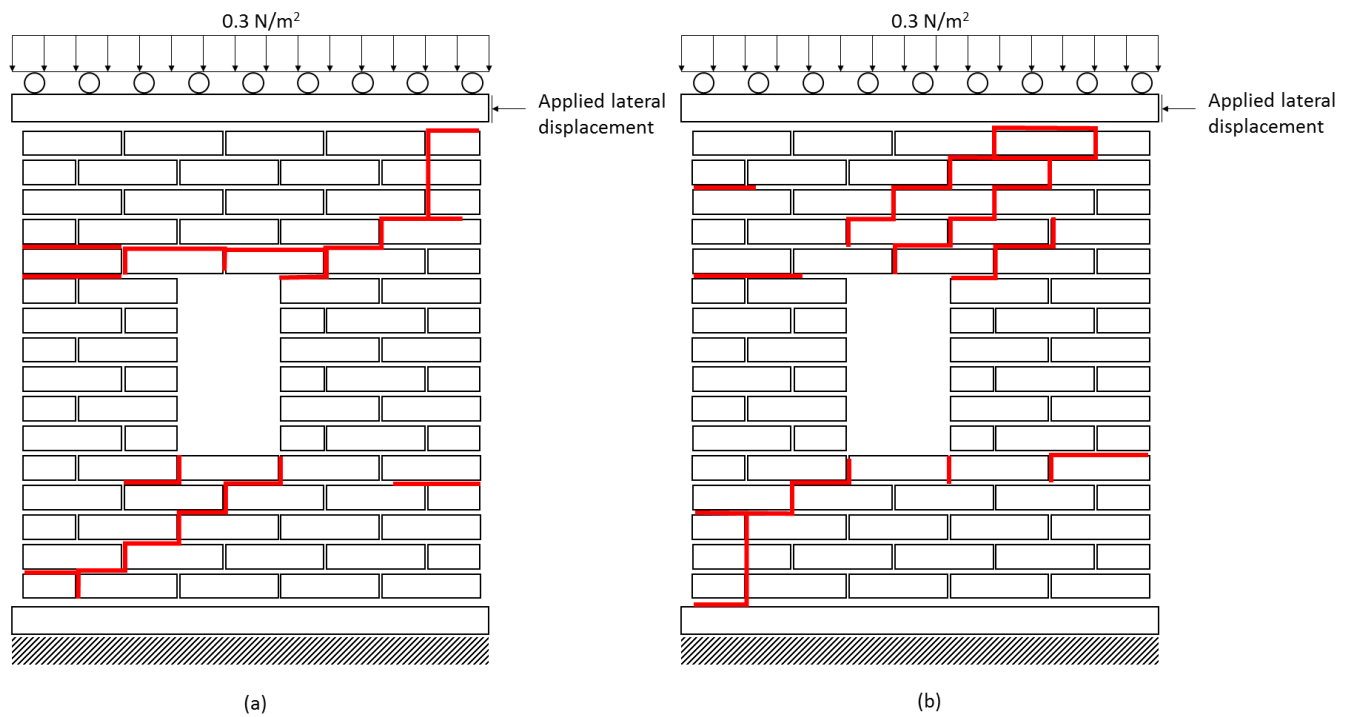 0.3 N/m²
0.3 N/m²
Applied lateral
displacement
Applied lateral
displacement
(a)
(b)